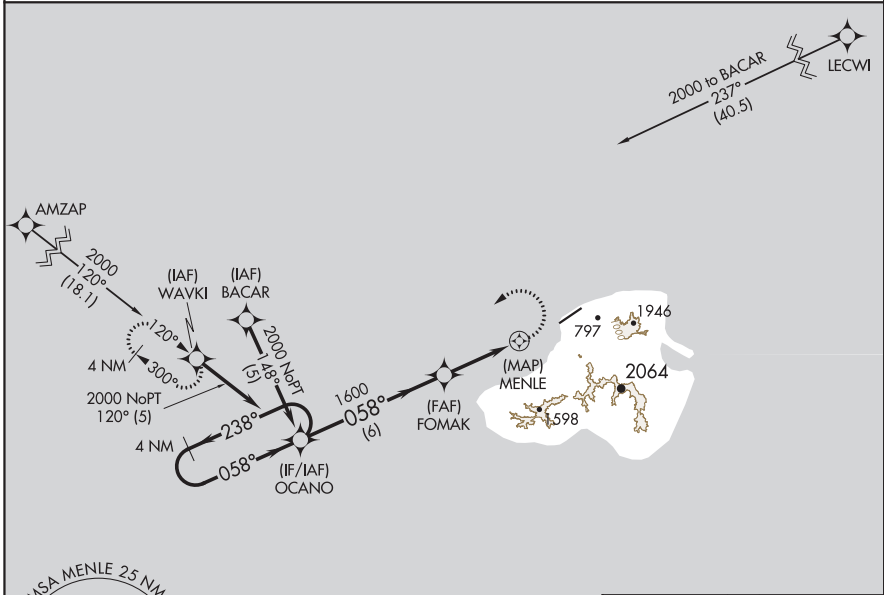 LECWI
2000 to BACAR
237°
(40.5)
AMZAP
2000
120°
(18.1)
(IAF)
WAVKI
(IAF)
BACAR
120°
300°
4 NM
2000 NoPT
148°
(5)
2000 NoPT
120° (5)
4 NM
238°
058°
(IF/IAF)
OCANO
1600
058°
(6)
(FAF)
FOMAK
(MAP)
MENLE
797
1946
2064
1598
MSA MENLE 25 NM